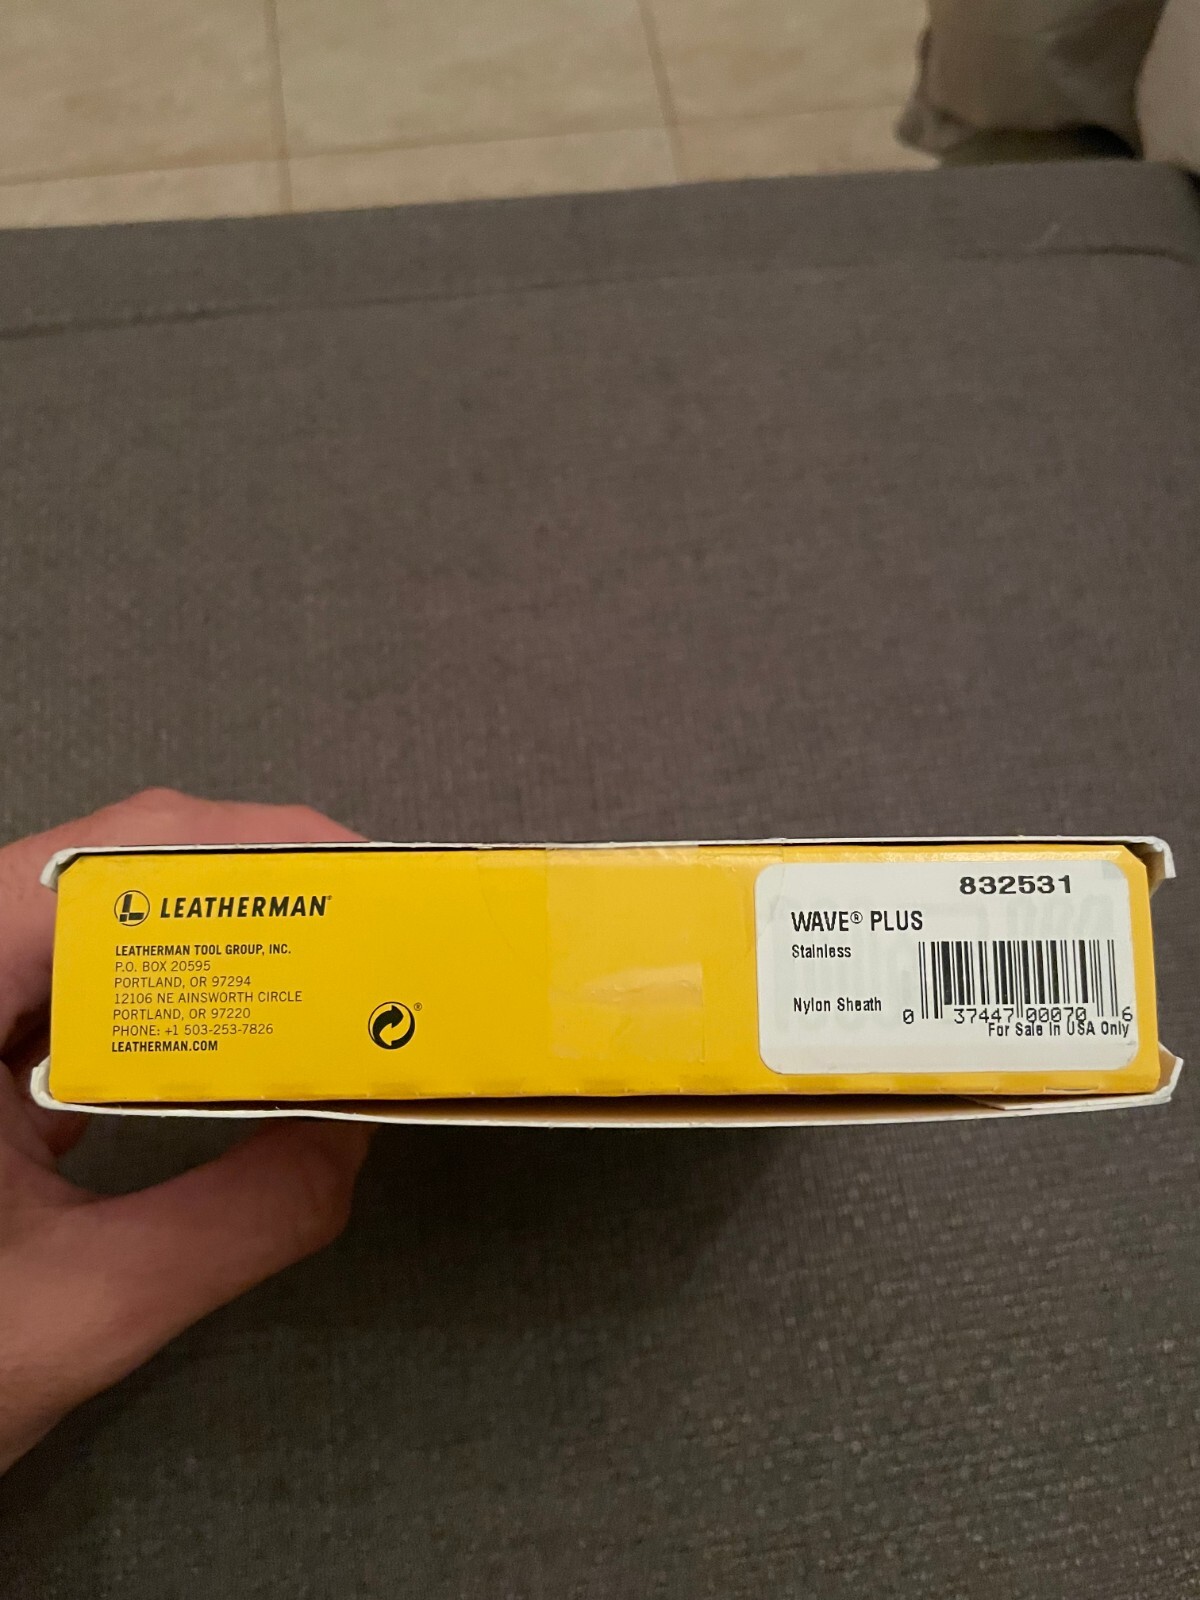 LEATHERMAN®
LEATHERMAN TOOL GROUP, INC.
P.O. BOX 20595
PORTLAND, OR 97294
12106 NE AINSWORTH CIRCLE
PORTLAND, OR 97220
PHONE: +1 503-253-7826
LEATHERMAN.COM
®
832531
WAVE® PLUS
Stainless
Nylon Sheath
0 37447 00070 6
For Sale In USA Only